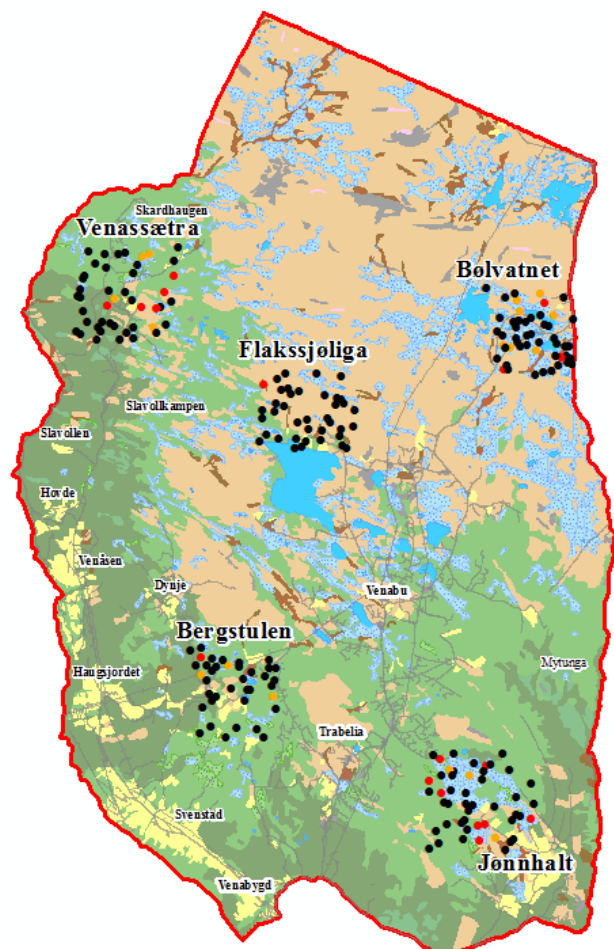 Skardhaugen
Venassætra
Bølvatnet
Flakssjøliga
Slavollkampen
Slavollen
Hovde
Venåsen
Dynje
Venabu
Bergstulen
Haugsjordet
Mytunga
Trabelia
Svenstad
Jønnhalt
Venabygd